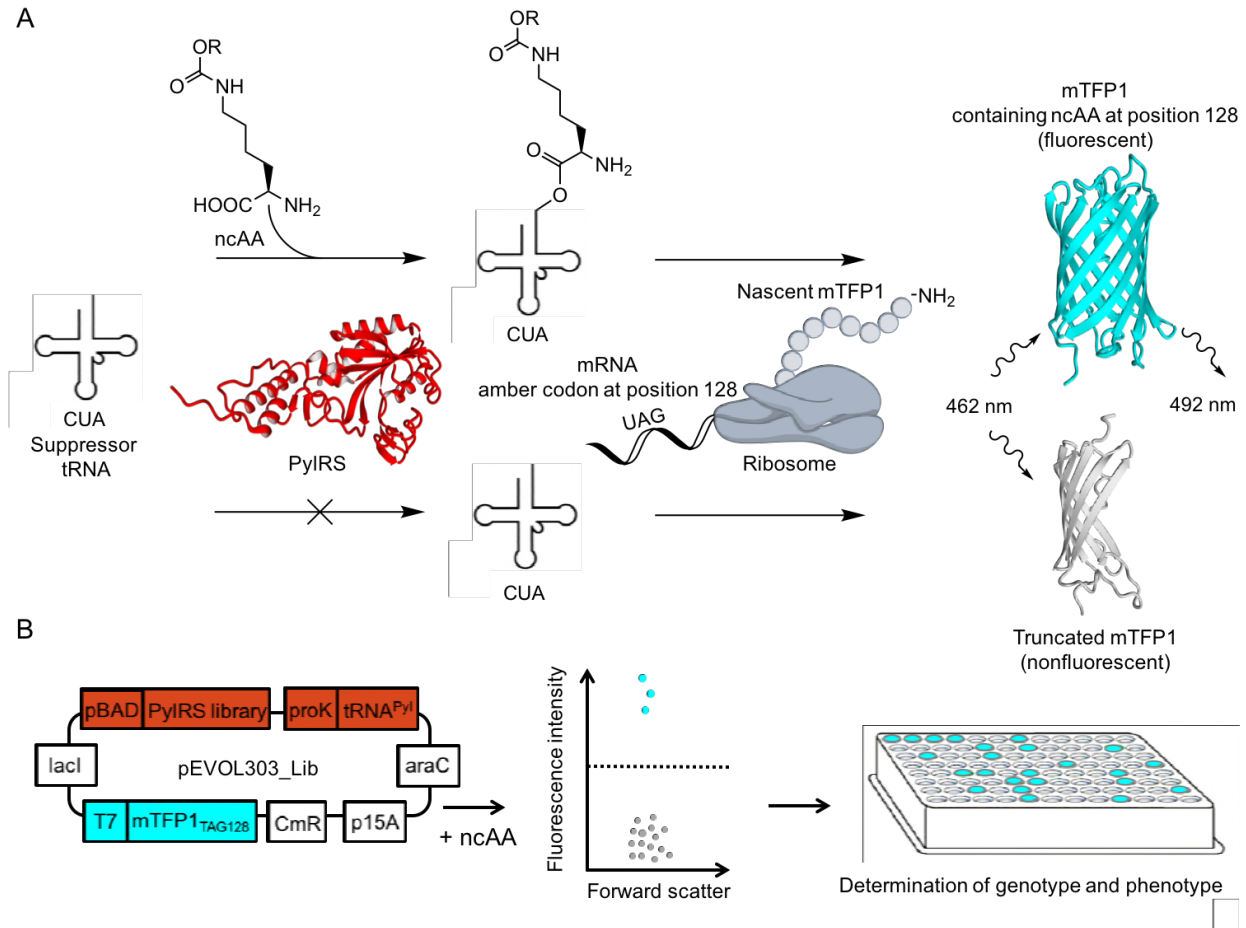 A
OR
O
NH
HOOC
NH2
ncAA
CUA
Suppressor
tRNA
PylRS
OR
O
NH
O
NH2
O
CUA
CUA
Nascent mTFP1
-NH2
mRNA
amber codon at position 128
UAG
Ribosome
mTFP1
containing ncAA at position 128
(fluorescent)
462 nm
492 nm
Truncated mTFP1
(nonfluorescent)
B
pBAD
PylRS library
proK
tRNAPyl
lacI
pEVOL303_Lib
araC
T7
mTFP1TAG128
CmR
p15A
+ ncAA
Fluorescence intensity
Forward scatter
Determination of genotype and phenotype